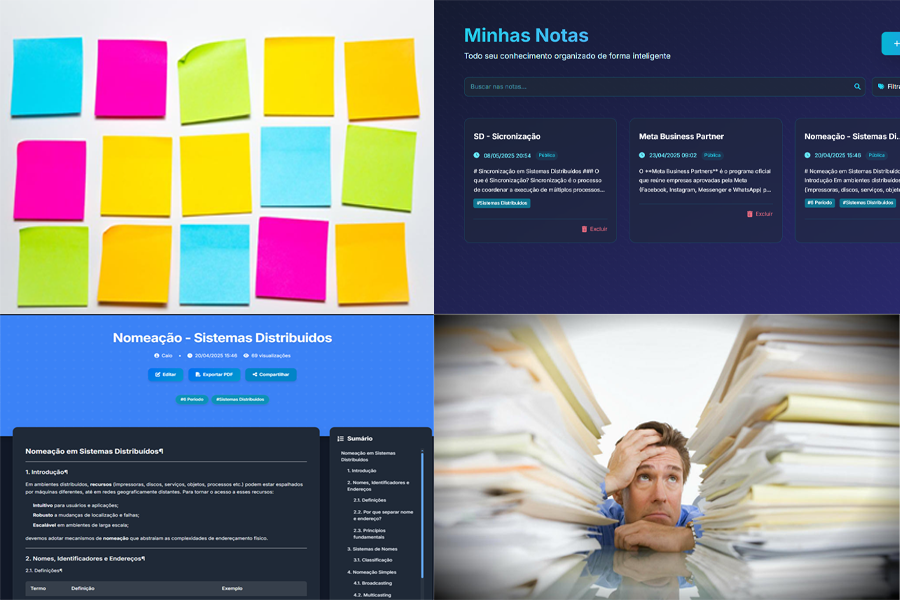 Minhas Notas
Todo seu conhecimento organizado de forma inteligente
Buscar nas notas...
Filtra
SD - Sicronização
08/05/2025 20:54 Pública
# Sincronização em Sistemas Distribuídos ### O
que é Sincronização? Sincronização é o processo
de coordenar a execução de múltiplos processos...
#Sistemas Distribuidos
Excluir
Meta Business Partner
23/04/2025 09:02 Pública
O **Meta Business Partners** é o programa oficial
que reúne empresas aprovadas pela Meta
(Facebook, Instagram, Messenger e WhatsApp) p...
Excluir
Nomeação - Sistemas Di...
20/04/2025 15:46 Pública
# Nomeação em Sistemas Distribuíd
Introdução Em ambientes distribuído
(impressoras, discos, serviços, objeto
#6 Periodo #Sistemas Distribuidos
Nomeação - Sistemas Distribuidos
Caio • 20/04/2025 15:46 69 visualizações
Editar Exportar PDF Compartilhar
#6 Periodo #Sistemas Distribuidos
Nomeação em Sistemas Distribuídos¶
1. Introdução¶
Em ambientes distribuídos, recursos (impressoras, discos, serviços, objetos, processos etc.) podem estar espalhados
por máquinas diferentes, até em redes geograficamente distantes. Para tornar o acesso a esses recursos:
Intuitivo para usuários e aplicações;
Robusto a mudanças de localização e falhas;
Escalável em ambientes de larga escala;
devemos adotar mecanismos de nomeação que abstraiam as complexidades de endereçamento físico.
2. Nomes, Identificadores e Endereços¶
2.1. Definições¶
Termo Definição Exemplo
Sumário
Nomeação em Sistemas
Distribuídos
1. Introdução
2. Nomes, Identificadores e
Endereços
2.1. Definições
2.2. Por que separar nome
e endereço?
2.3. Princípios
fundamentais
3. Sistemas de Nomes
3.1. Classificação
4. Nomeação Simples
4.1. Broadcasting
4.2. Multicasting